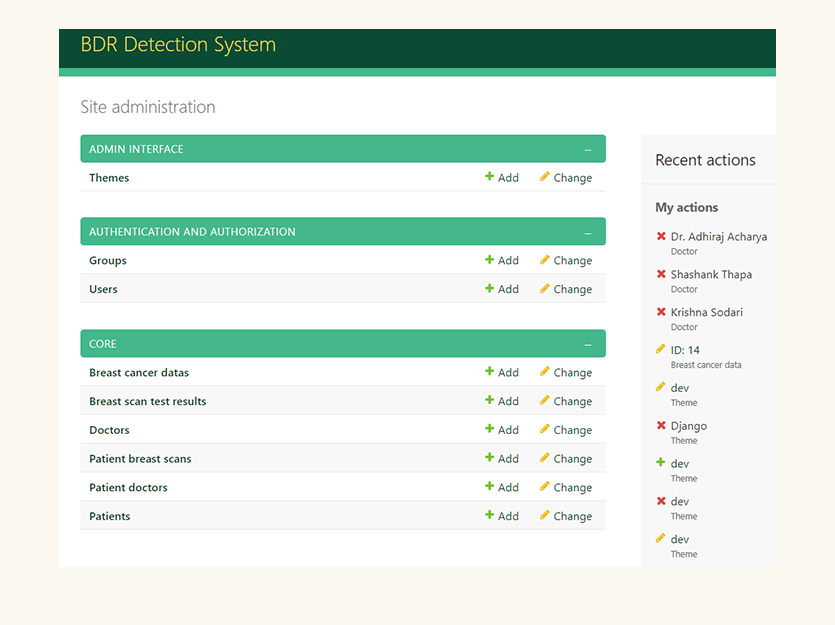 BDR Detection System
Site administration
ADMIN INTERFACE
Themes Add Change
AUTHENTICATION AND AUTHORIZATION
Groups Add Change
Users Add Change
CORE
Breast cancer datas Add Change
Breast scan test results Add Change
Doctors Add Change
Patient breast scans Add Change
Patient doctors Add Change
Patients Add Change
Recent actions
My actions
Dr. Adhiraj Acharya
Doctor
Shashank Thapa
Doctor
Krishna Sodari
Doctor
ID: 14
Breast cancer data
dev
Theme
Django
Theme
dev
Theme
dev
Theme
dev
Theme